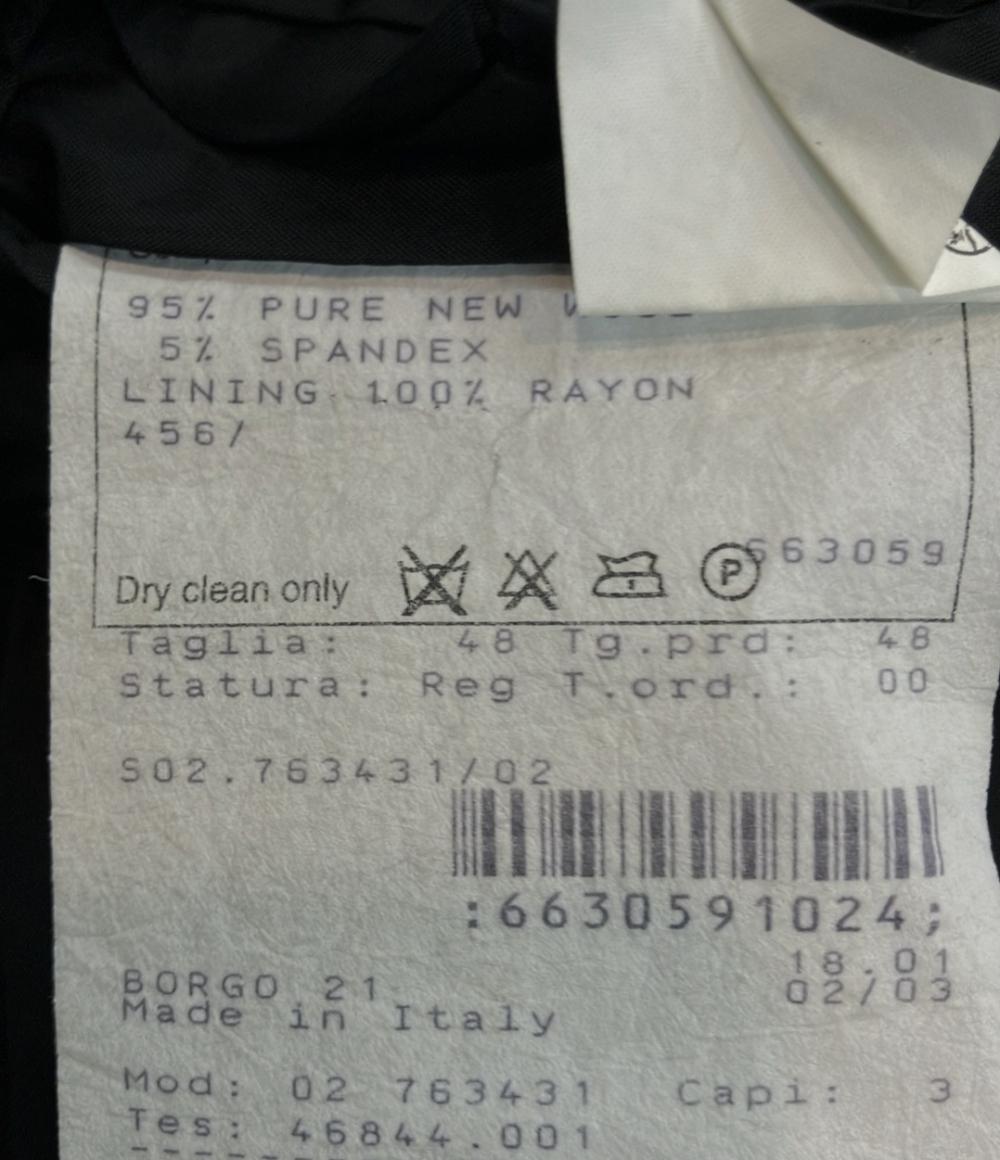 95% PURE NEW
5% SPANDEX
LINING 100% RAYON
456/
663059
Dry clean only
P
Taglia: 48 Tg.prd: 48
Statura: Reg T.ord.: 00
S02.763431/02
:6630591024;
18.01
BORGO 21 02/03
Made in Italy
Mod: 02 763431 Capi: 3
Tes: 46844.001